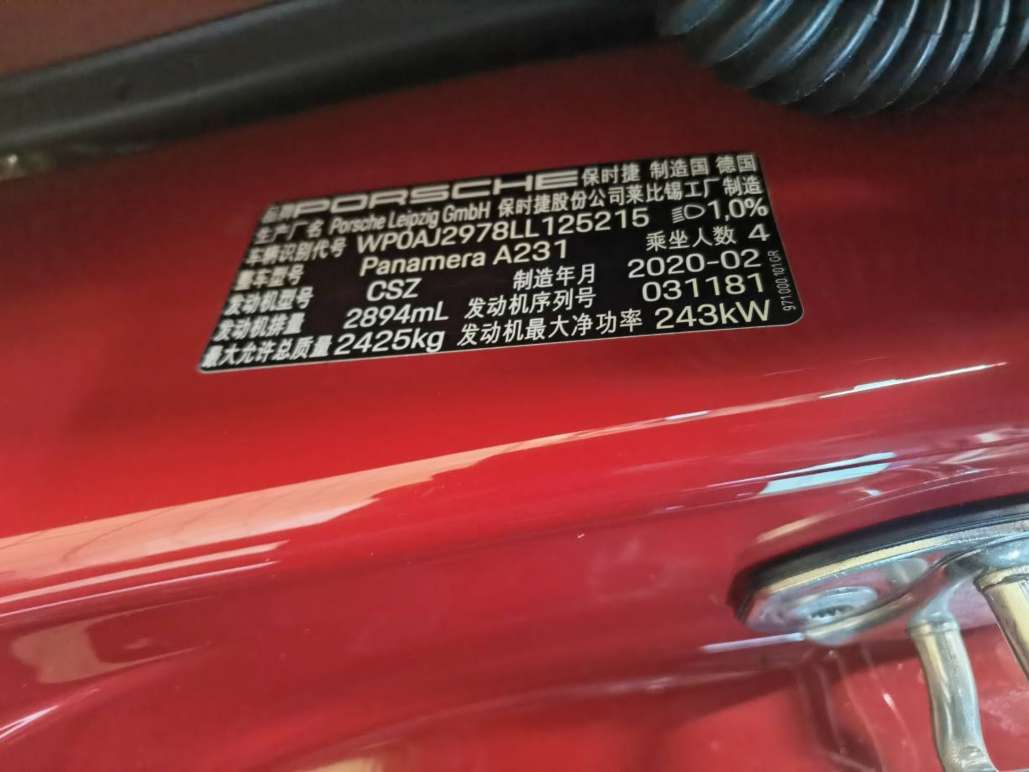 品牌 PORSCHE 保时捷 制造国 德国
生产厂名 Porsche Leipzig GmbH 保时捷股份公司莱比锡工厂制造
车辆识别代号 WP0AJ2978LL125215 1,0%
整车型号 Panamera A231 乘坐人数 4
发动机型号 CSZ 制造年月 2020-02
发动机排量 2894mL 发动机序列号 031181
最大允许总质量 2425kg 发动机最大净功率 243kW
971 000 101 GR